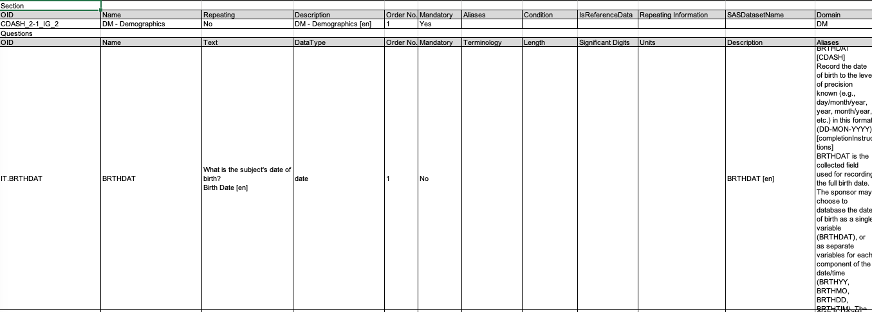 Section
OID Name Repeating Description Order No. Mandatory Aliases Condition IsReferenceData Repeating information SASDatasetName Domain
CDASH_2-1_IG_2 DM - Demographics No DM - Demographics [en] 1 Yes DM
Questions
OID Name Text DataType Order No. Mandatory Terminology Length Significant Digits Units Description Aliases
IT.BRTHDAT BRTHDAT What is the subject's date of
birth?
Birth Date [en] date 1 No BRTHDAT [en]
BRTHDAT
[CDASH]
Record the date
of birth to the leve
of precision
known (e.g.,
day/month/year,
year, month/year,
etc.) in this format
(DD-MON-YYYY)
[completionInstruc
tions]
BRTHDAT is the
collected field
used for recording
the full birth date.
The sponsor may
choose to
database the date
of birth as a single
variable
(BRTHDAT), or
as separate
variables for each
component of the
date/time
(BRTHYY,
BRTHMO,
BRTHDD,
BRTHTIM). The